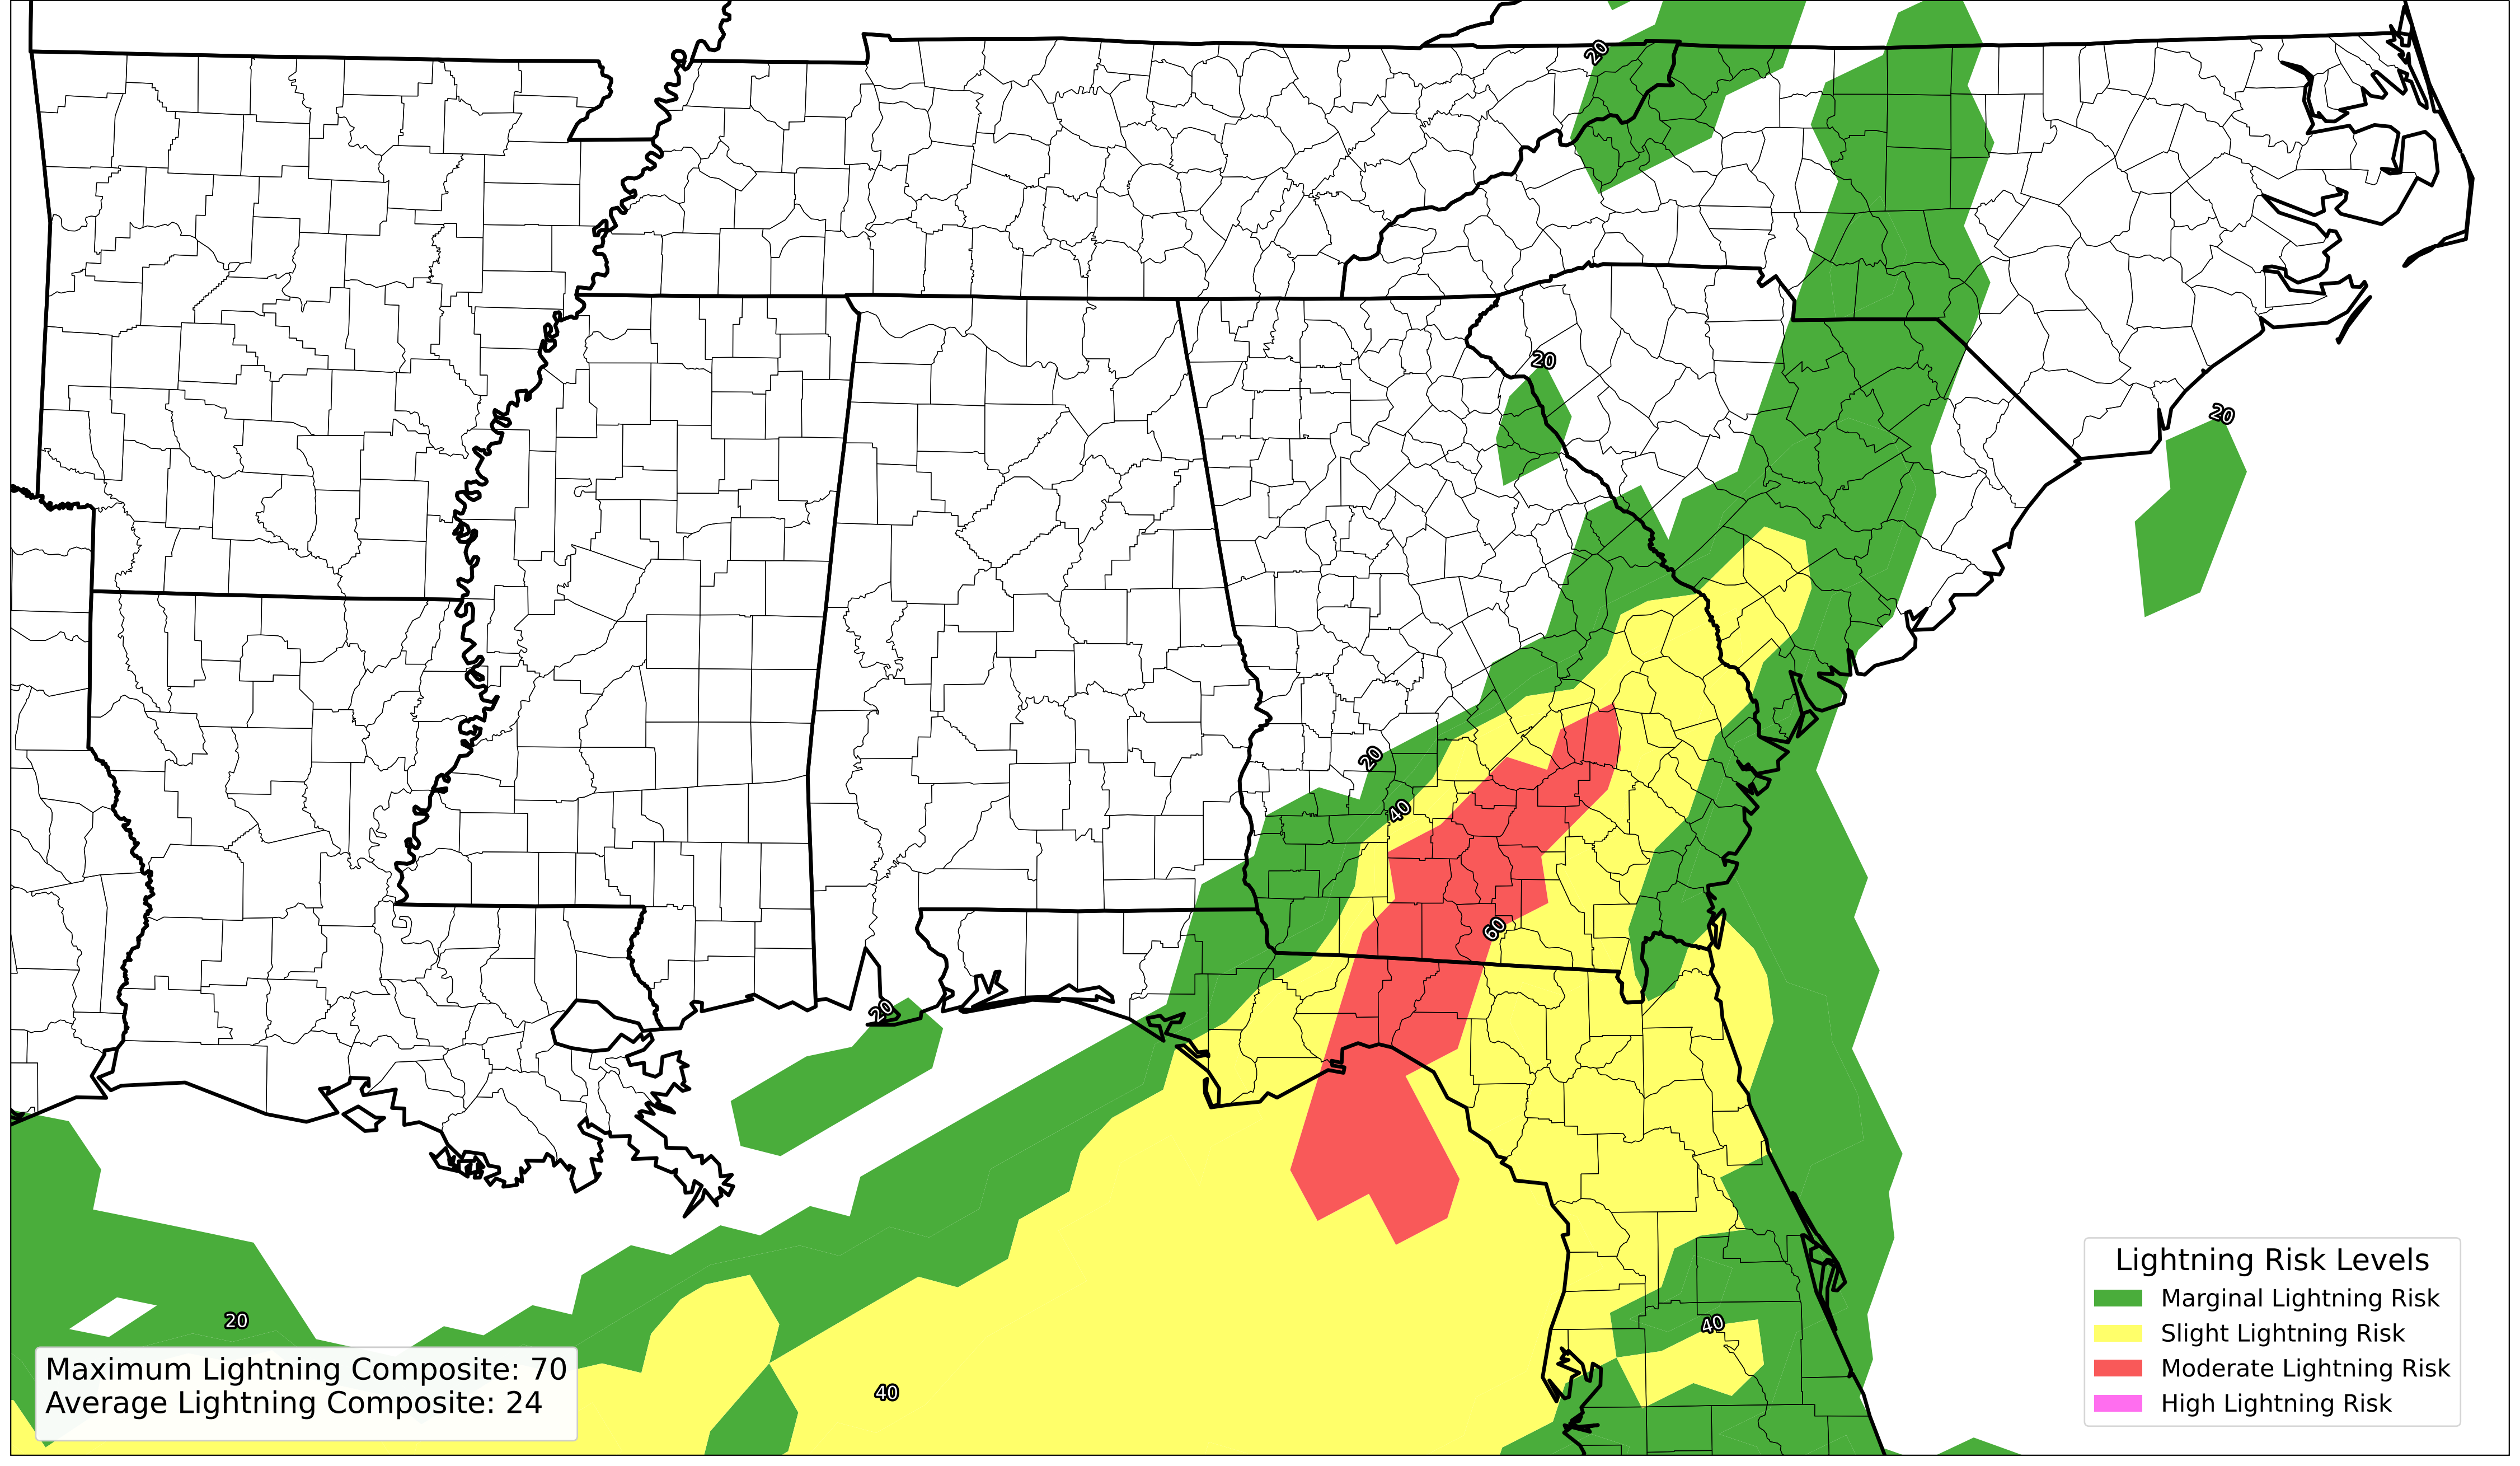 20
20
20
20
40
60
20
20
40
40
Maximum Lightning Composite: 70
Average Lightning Composite: 24
Lightning Risk Levels
Marginal Lightning Risk
Slight Lightning Risk
Moderate Lightning Risk
High Lightning Risk